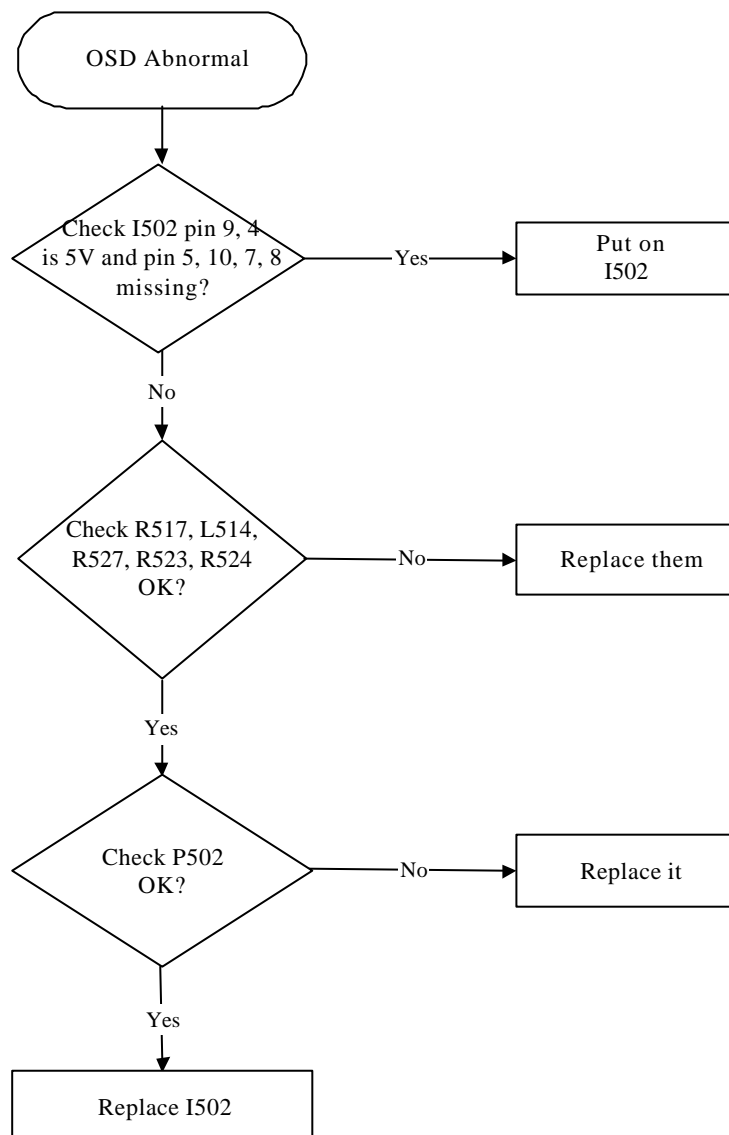 OSD Abnormal
Check I502 pin 9, 4
is 5V and pin 5, 10, 7, 8
missing?
Yes
Put on
I502
No
Check R517, L514,
R527, R523, R524
OK?
No
Replace them
Yes
Check P502
OK?
No
Replace it
Yes
Replace I502